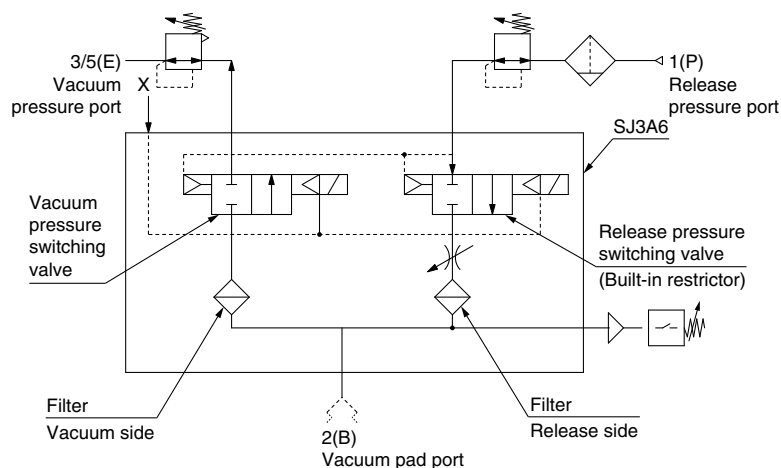 3/5(E)
Vacuum
pressure port
X
1(P)
Release
pressure port
SJ3A6
Vacuum
pressure
switching
valve
Release pressure
switching valve
(Built-in restrictor)
Filter
Vacuum side
2(B)
Vacuum pad port
Filter
Release side